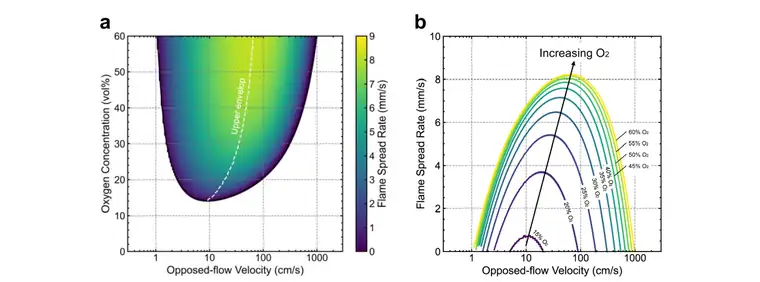 a
60
50
40
30
20
10
0
Oxygen Concentration (vol%)
Upper envlop
1
10
100
1000
Opposed-flow Velocity (cm/s)
9
8
7
6
5
4
3
2
1
0
Flame Spread Rate (mm/s)
b
10
8
6
4
2
0
Flame Spread Rate (mm/s)
Increasing O2
60% O2
55% O2
50% O2
45% O2
40% O2
35% O2
30% O2
25% O2
20% O2
15% O2
1
10
100
1000
Opposed-flow Velocity (cm/s)